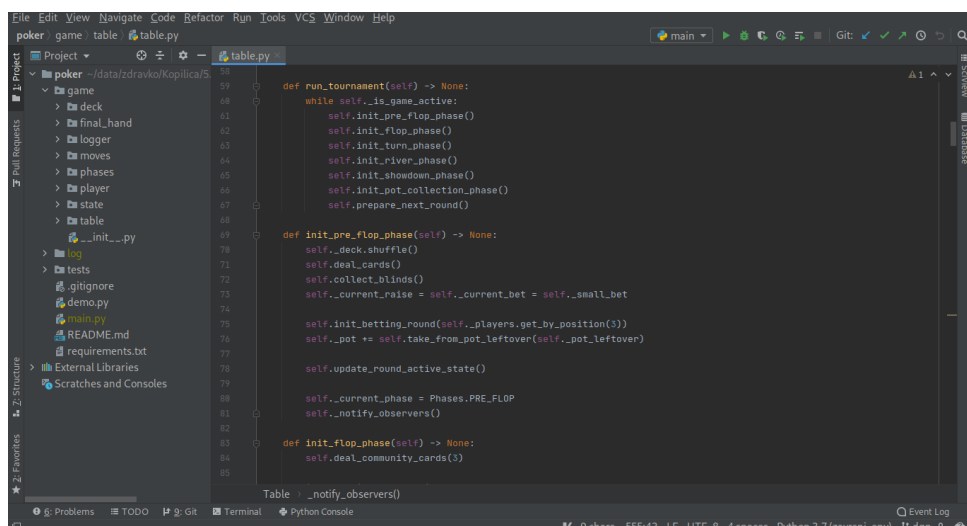 File Edit View Navigate Code Refactor Run Tools VCS Window Help
poker game table table.py main Git:
Project table.py
1: Project
Pull Requests
7: Structure
2: Favorites
SciView
Database
poker ~/data/zdravko/Kopilica/5.
game
deck
final_hand
logger
moves
phases
player
state
table
__init__.py
log
tests
.gitignore
demo.py
main.py
README.md
requirements.txt
External Libraries
Scratches and Consoles
1
58
59 def run_tournament(self) -> None:
60 while self._is_game_active:
61 self.init_pre_flop_phase()
62 self.init_flop_phase()
63 self.init_turn_phase()
64 self.init_river_phase()
65 self.init_showdown_phase()
66 self.init_pot_collection_phase()
67 self.prepare_next_round()
68
69 def init_pre_flop_phase(self) -> None:
70 self._deck.shuffle()
71 self.deal_cards()
72 self.collect_blinds()
73 self._current_raise = self._current_bet = self._small_bet
74
75 self.init_betting_round(self._players.get_by_position(3))
76 self._pot += self.take_from_pot_leftover(self._pot_leftover)
77
78 self.update_round_active_state()
79
80 self._current_phase = Phases.PRE_FLOP
81 self._notify_observers()
82
83 def init_flop_phase(self) -> None:
84 self.deal_community_cards(3)
85
Table _notify_observers()
6: Problems TODO 9: Git Terminal Python Console Event Log